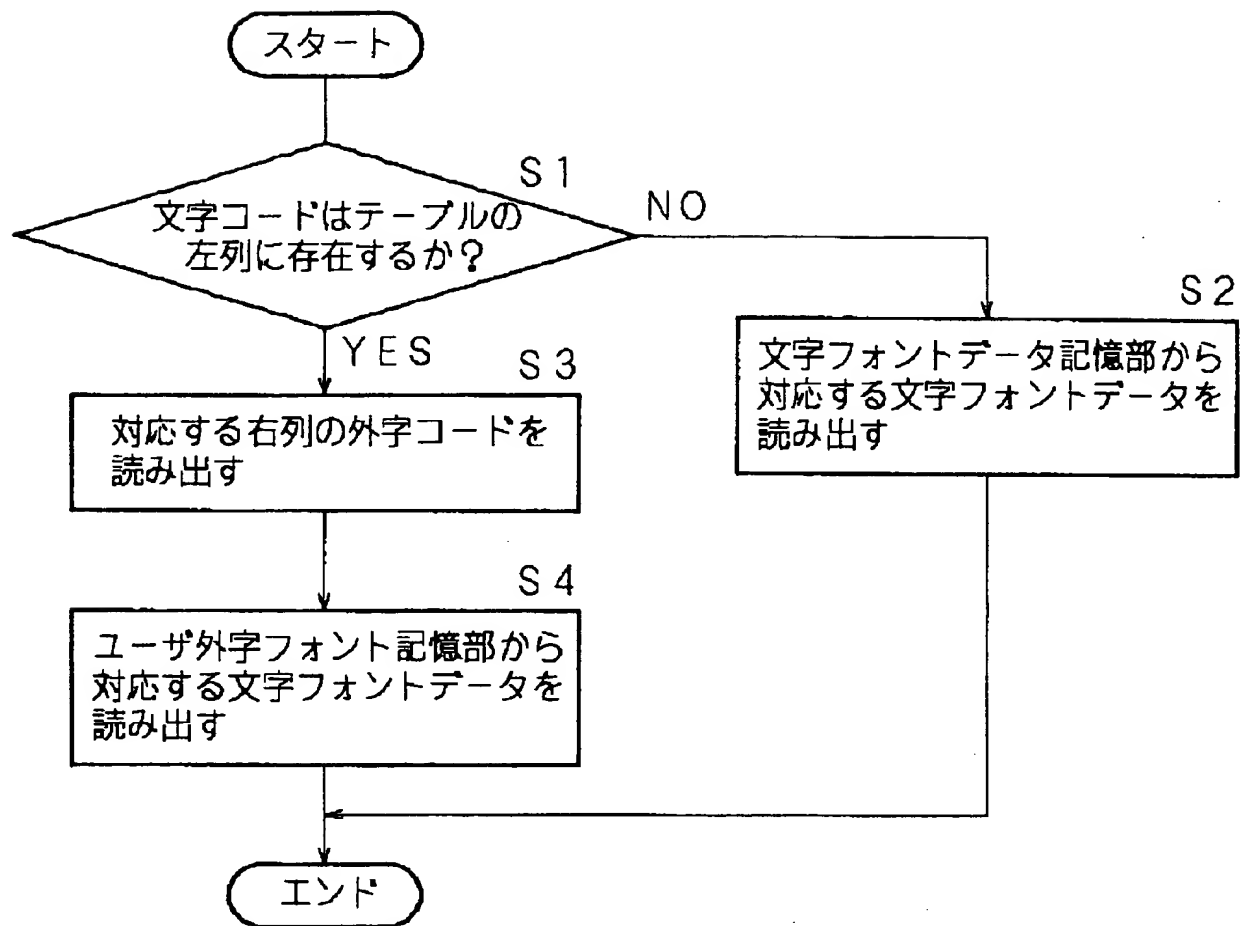 スタート
S1
文字コードはテーブルの
左列に存在するか?
NO
YES
S2
文字フォントデータ記憶部から
対応する文字フォントデータを
読み出す
S3
対応する右列の外字コードを
読み出す
S4
ユーザ外字フォント記憶部から
対応する文字フォントデータを
読み出す
エンド